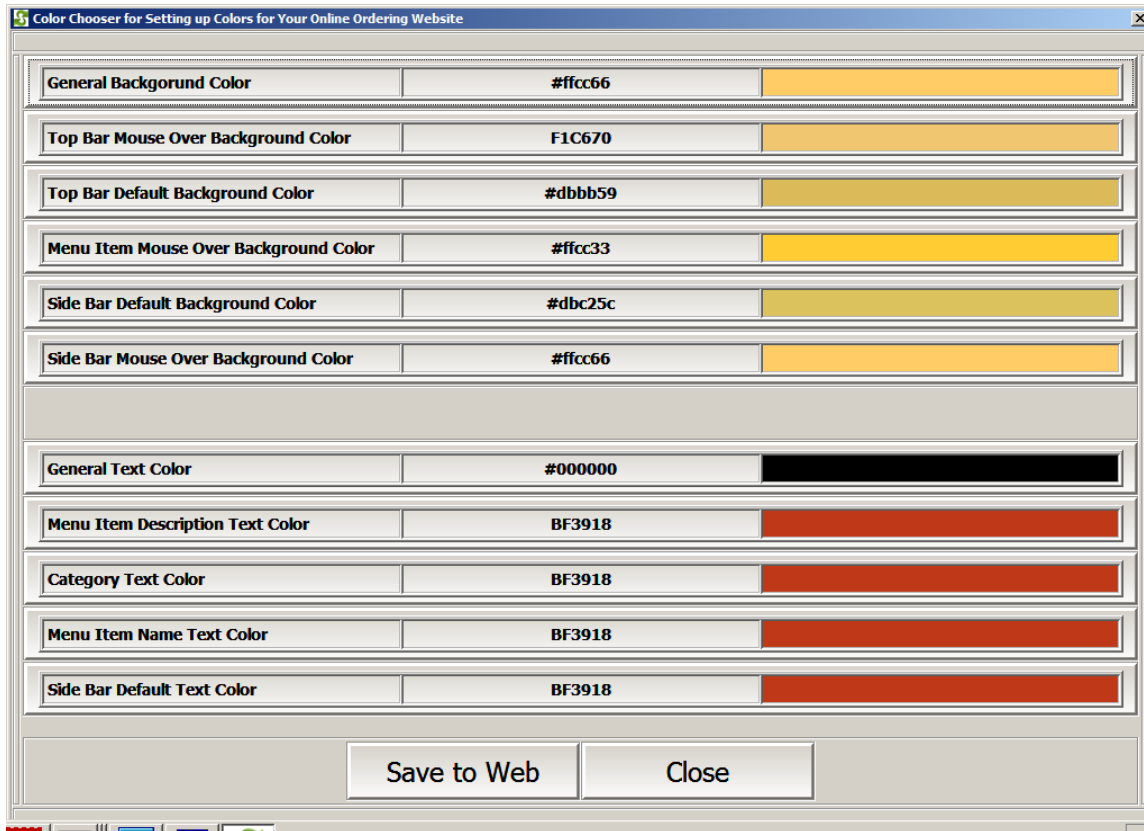 Color Chooser for Setting up Colors for Your Online Ordering Website
General Backgorund Color #ffcc66
Top Bar Mouse Over Background Color F1C670
Top Bar Default Background Color #dbbb59
Menu Item Mouse Over Background Color #ffcc33
Side Bar Default Background Color #dbc25c
Side Bar Mouse Over Background Color #ffcc66
General Text Color #000000
Menu Item Description Text Color BF3918
Category Text Color BF3918
Menu Item Name Text Color BF3918
Side Bar Default Text Color BF3918
Save to Web Close